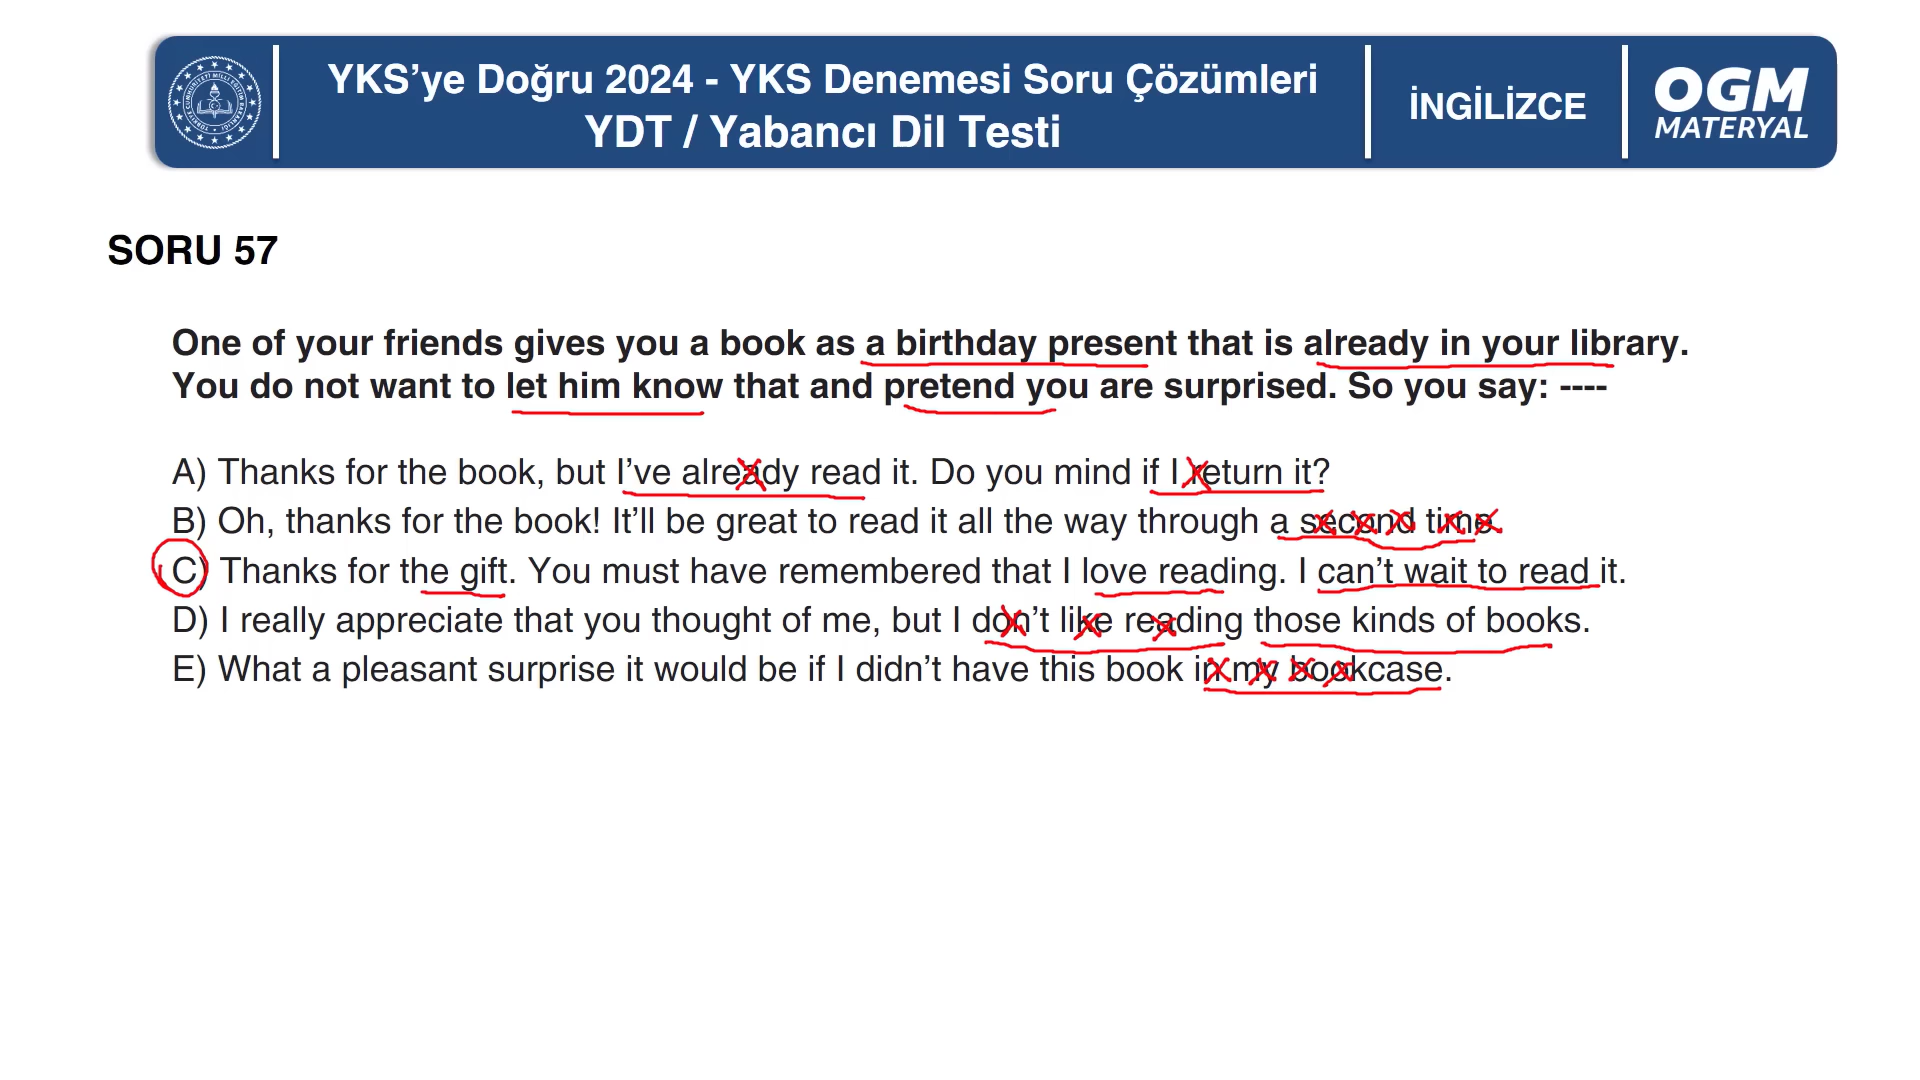 YKS’ye Doğru 2024 - YKS Denemesi Soru Çözümleri
YDT / Yabancı Dil Testi
İNGİLİZCE
OGM
MATERYAL
SORU 57
One of your friends gives you a book as a birthday present that is already in your library.
You do not want to let him know that and pretend you are surprised. So you say: ----
A) Thanks for the book, but I’ve already read it. Do you mind if I return it?
B) Oh, thanks for the book! It’ll be great to read it all the way through a second time.
C) Thanks for the gift. You must have remembered that I love reading. I can’t wait to read it.
D) I really appreciate that you thought of me, but I don’t like reading those kinds of books.
E) What a pleasant surprise it would be if I didn’t have this book in my bookcase.